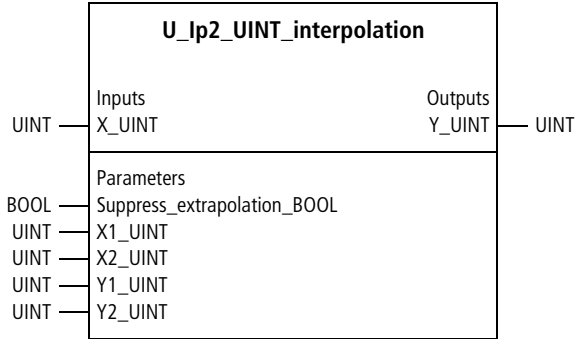 U_Ip2_UINT_interpolation
Inputs Outputs
UINT X_UINT Y_UINT UINT
Parameters
BOOL Suppress_extrapolation_BOOL
UINT X1_UINT
UINT X2_UINT
UINT Y1_UINT
UINT Y2_UINT